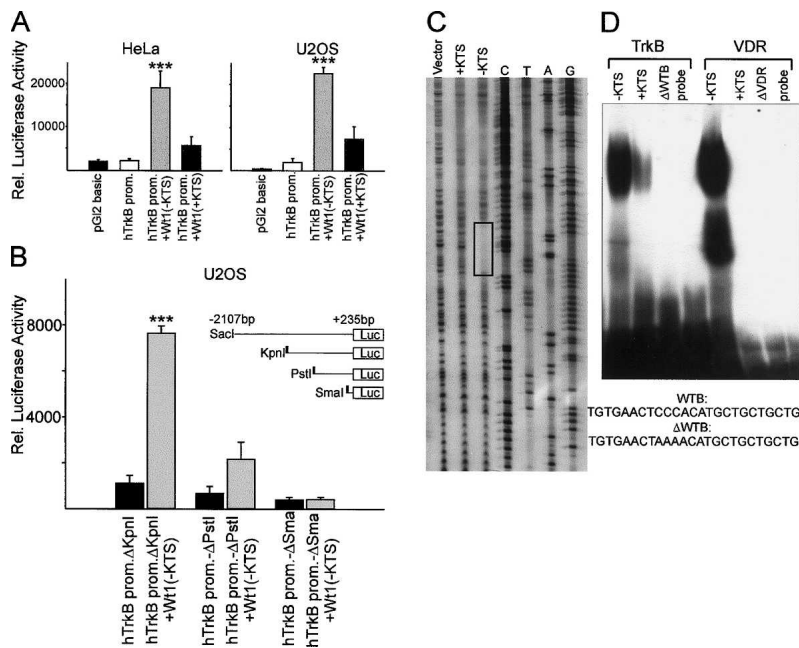 A
HeLa
U2OS
Rel. Luciferase Activity
20000
10000
***
***
pGl2 basic
hTrkB prom.
hTrkB prom.
+Wt1(-KTS)
hTrkB prom.
+Wt1(+KTS)
pGl2 basic
hTrkB prom.
hTrkB prom.
+Wt1(-KTS)
hTrkB prom.
+Wt1(+KTS)
B
U2OS
Rel. Luciferase Activity
8000
4000
***
-2107bp
+235bp
SacI
Luc
KpnI
Luc
PstI
Luc
SmaI
Luc
hTrkB prom.ΔKpnI
hTrkB prom.ΔKpnI
+Wt1(-KTS)
hTrkB prom.-ΔPstI
hTrkB prom.-ΔPstI
+Wt1(-KTS)
hTrkB prom.-ΔSma
hTrkB prom.-ΔSma
+Wt1(-KTS)
C
Vector
+KTS
-KTS
C T A G
D
TrkB
VDR
-KTS
+KTS
ΔWTB
probe
-KTS
+KTS
ΔVDR
probe
WTB:
TGTGAACTCCCACATGCTGCTGCTG
ΔWTB:
TGTGAACTAAAACATGCTGCTGCTG